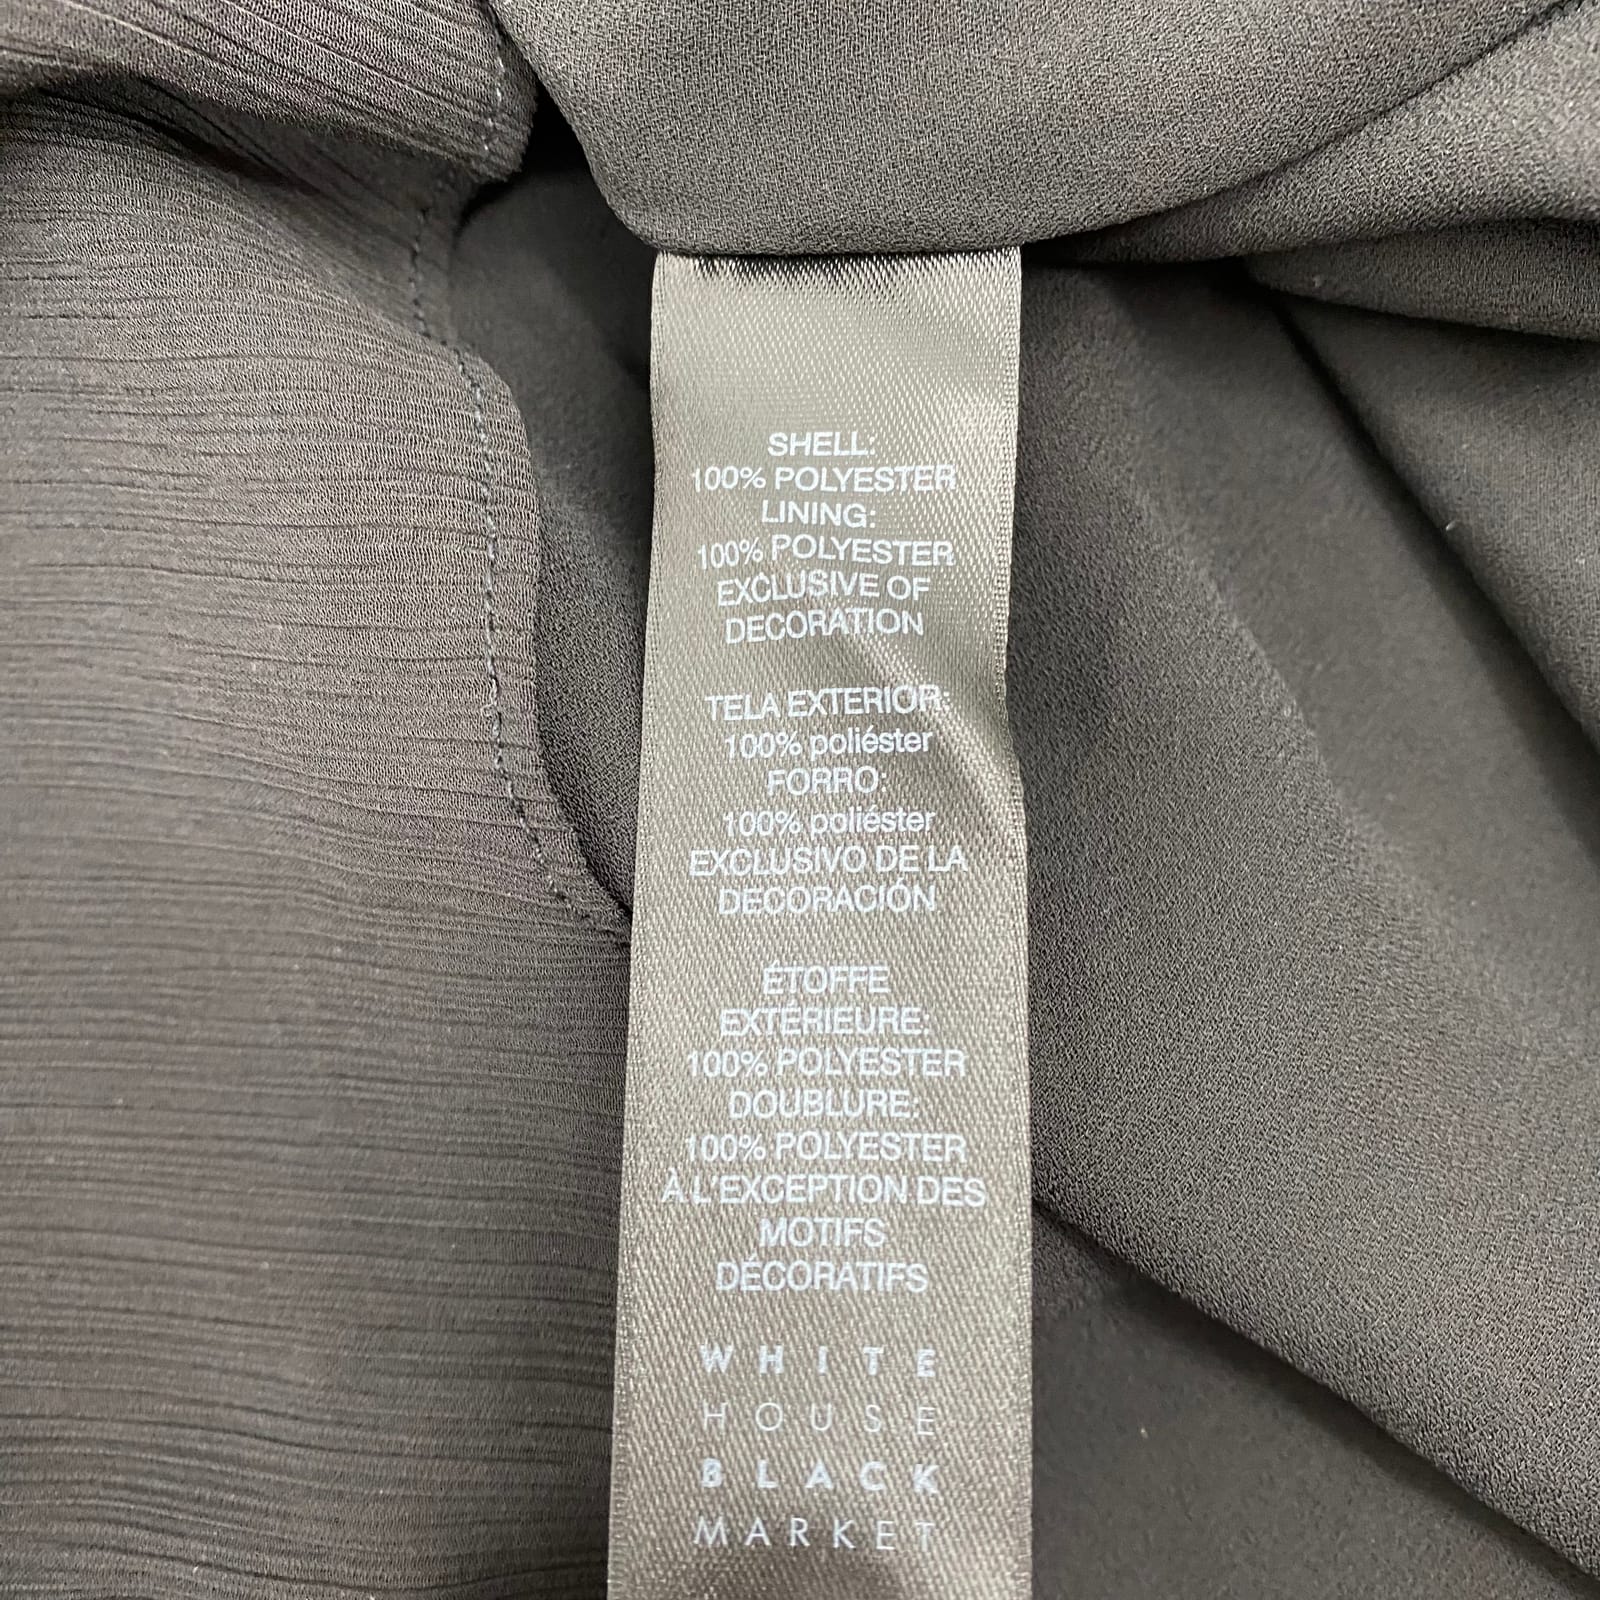 SHELL:
100% POLYESTER
LINING:
100% POLYESTER
EXCLUSIVE OF
DECORATION
TELA EXTERIOR:
100% poliéster
FORRO:
100% poliéster
EXCLUSIVO DE LA
DECORACIÓN
ÉTOFFE
EXTÉRIEURE:
100% POLYESTER
DOUBLURE:
100% POLYESTER
À L'EXCEPTION DES
MOTIFS
DÉCORATIFS
WHITE
HOUSE
BLACK
MARKET